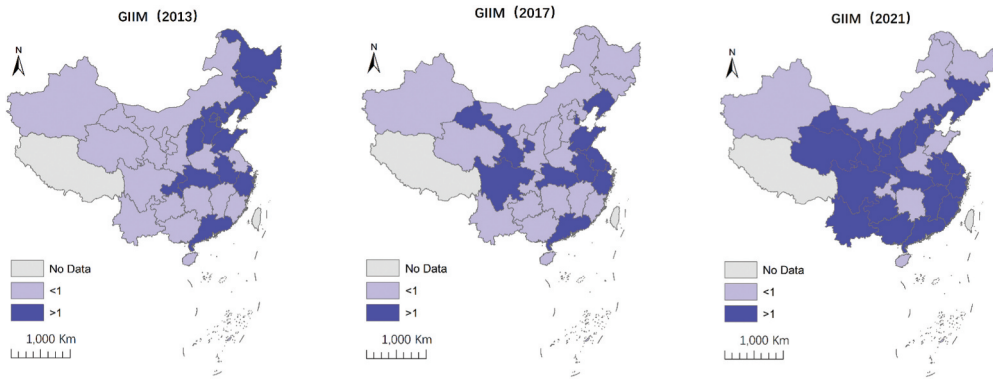 GIIM（2013）
N
No Data
<1
>1
1,000 Km
GIIM（2017）
N
No Data
<1
>1
1,000 Km
GIIM（2021）
N
No Data
<1
>1
1,000 Km